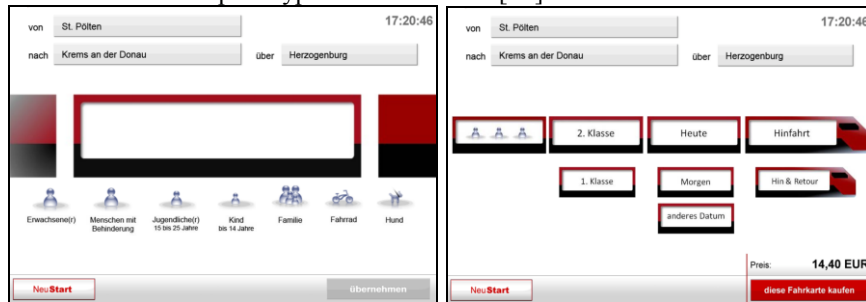 von St. Pölten 17:20:46
nach Krems an der Donau über Herzogenburg
Erwachsene(r)
Menschen mit
Behinderung
Jugendliche(r)
15 bis 25 Jahre
Kind
bis 14 Jahre
Familie
Fahrrad
Hund
NeuStart übernehmen
von St. Pölten 17:20:46
nach Krems an der Donau über Herzogenburg
2. Klasse Heute Hinfahrt
1. Klasse Morgen Hin & Retour
anderes Datum
Preis: 14,40 EUR
NeuStart diese Fahrkarte kaufen